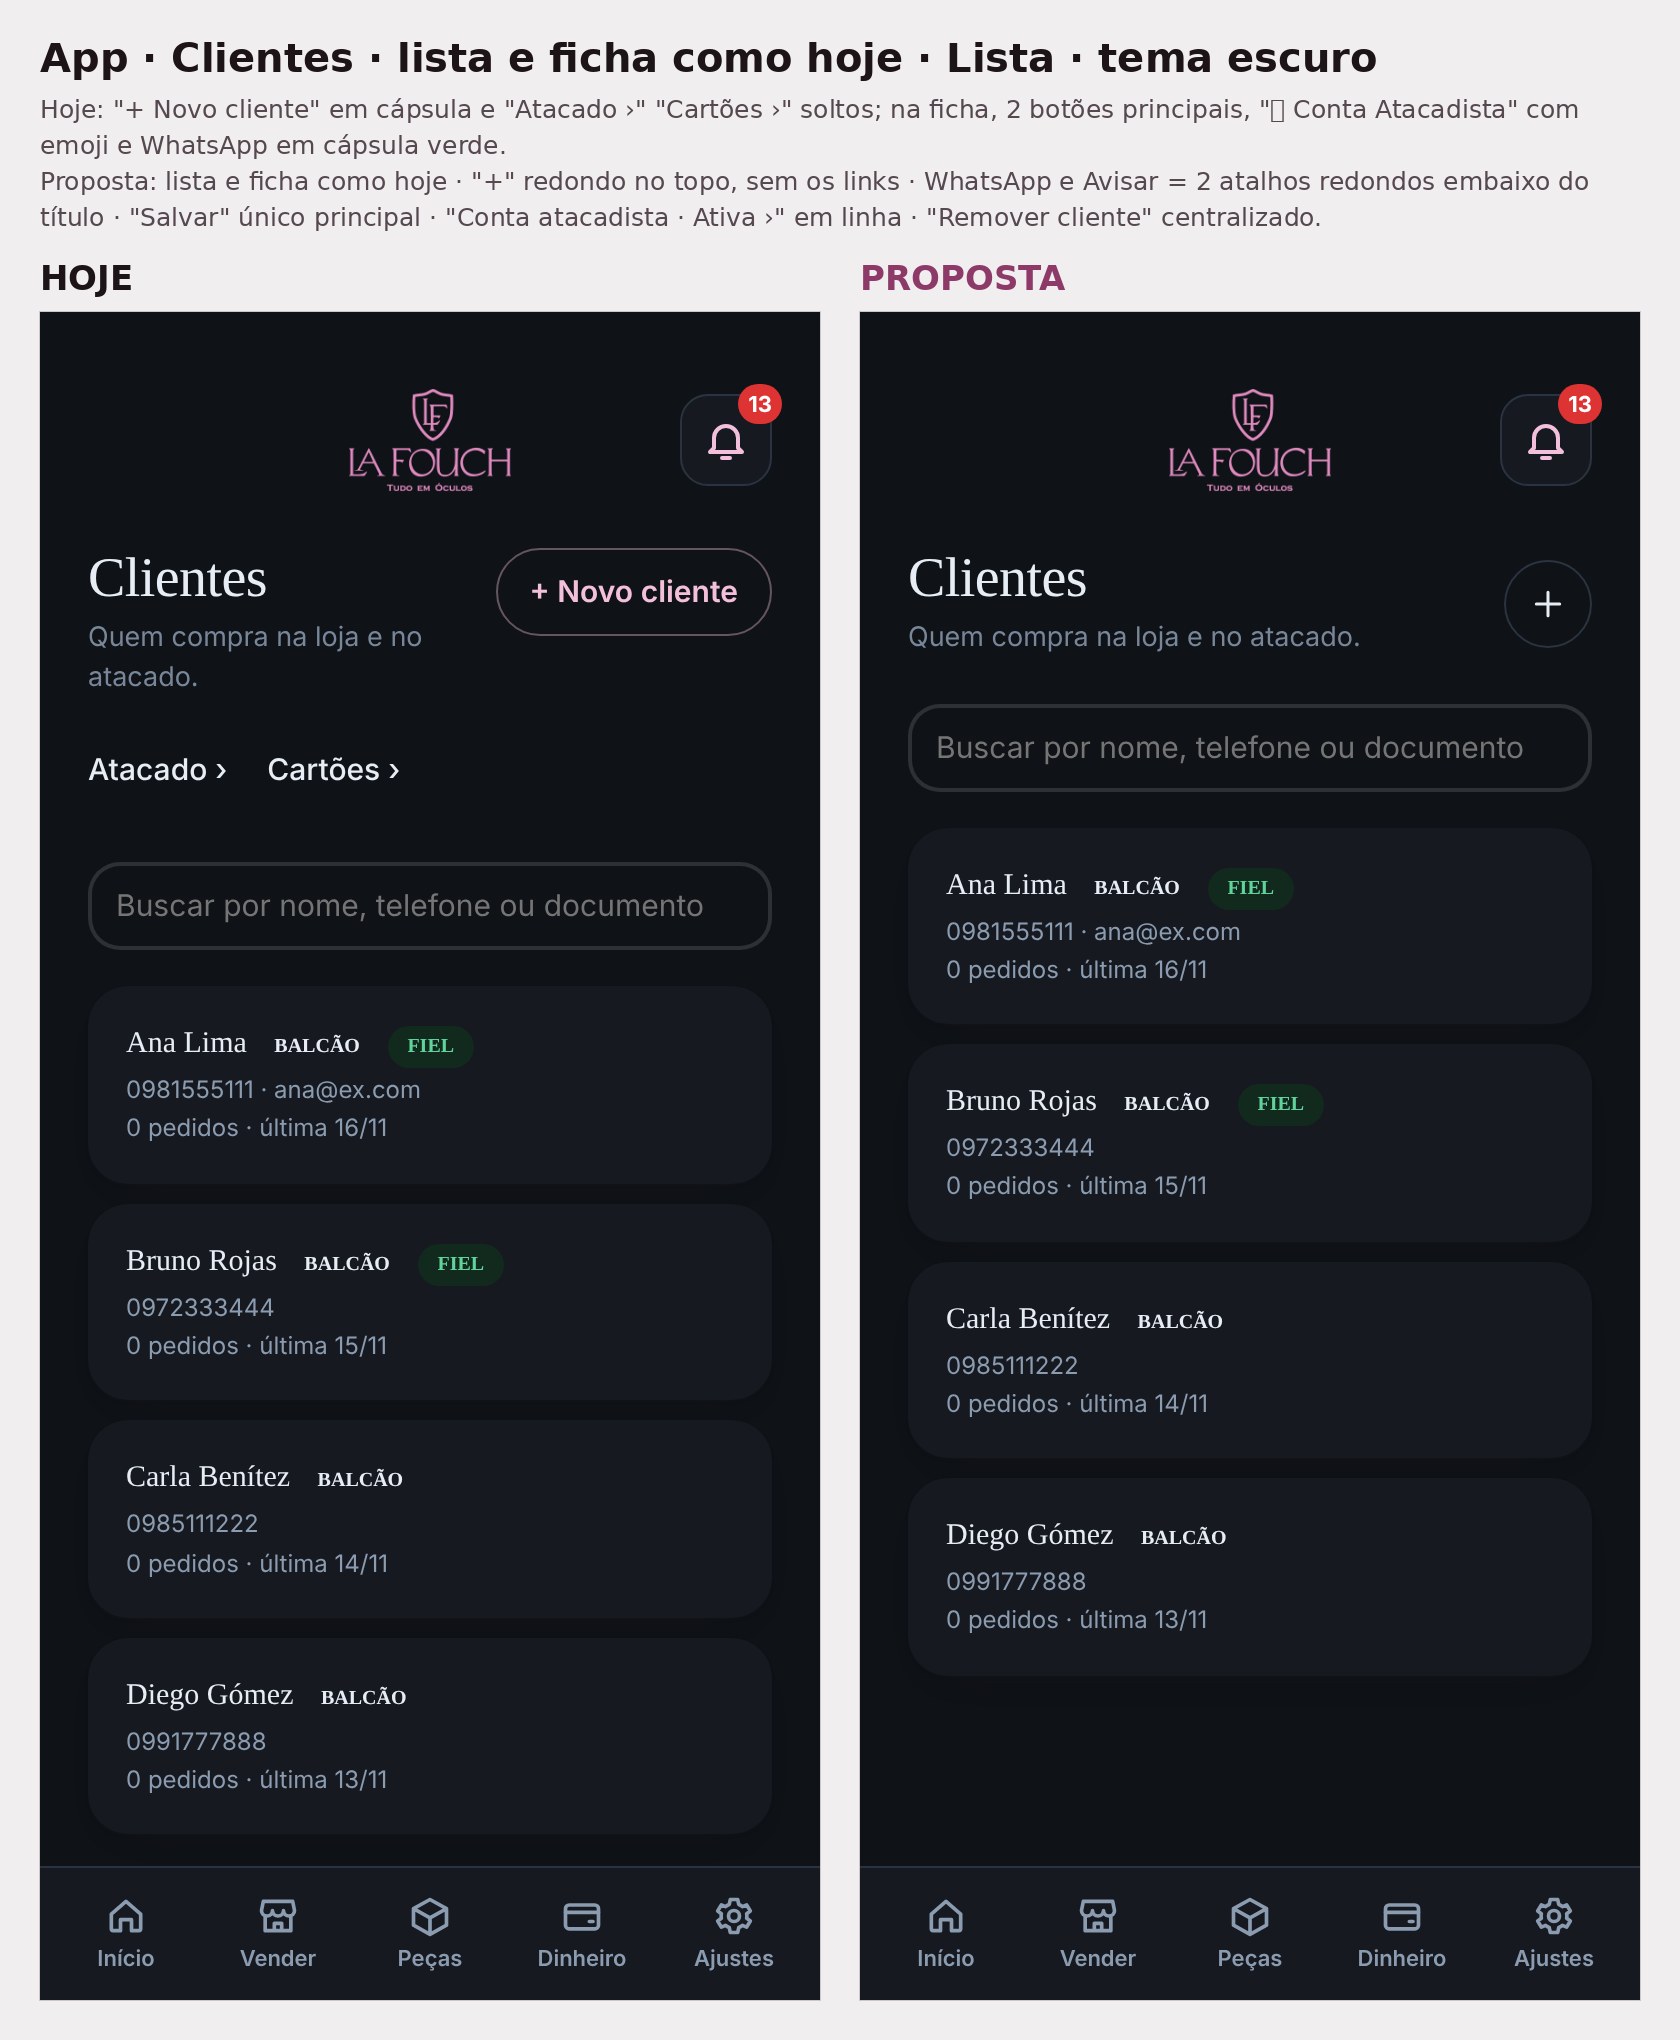 App · Clientes · lista e ficha como hoje · Lista · tema escuro
Hoje: "+ Novo cliente" em cápsula e "Atacado ›" "Cartões ›" soltos; na ficha, 2 botões principais, "▯ Conta Atacadista" com
emoji e WhatsApp em cápsula verde.
Proposta: lista e ficha como hoje · "+" redondo no topo, sem os links · WhatsApp e Avisar = 2 atalhos redondos embaixo do
título · "Salvar" único principal · "Conta atacadista · Ativa ›" em linha · "Remover cliente" centralizado.
HOJE
LF
LA FOUCH
TUDO EM ÓCULOS
13
Clientes
+ Novo cliente
Quem compra na loja e no
atacado.
Atacado › Cartões ›
Buscar por nome, telefone ou documento
Ana Lima BALCÃO FIEL
0981555111 · ana@ex.com
0 pedidos · última 16/11
Bruno Rojas BALCÃO FIEL
0972333444
0 pedidos · última 15/11
Carla Benítez BALCÃO
0985111222
0 pedidos · última 14/11
Diego Gómez BALCÃO
0991777888
0 pedidos · última 13/11
Início Vender Peças Dinheiro Ajustes
PROPOSTA
LF
LA FOUCH
TUDO EM ÓCULOS
13
Clientes
+
Quem compra na loja e no atacado.
Buscar por nome, telefone ou documento
Ana Lima BALCÃO FIEL
0981555111 · ana@ex.com
0 pedidos · última 16/11
Bruno Rojas BALCÃO FIEL
0972333444
0 pedidos · última 15/11
Carla Benítez BALCÃO
0985111222
0 pedidos · última 14/11
Diego Gómez BALCÃO
0991777888
0 pedidos · última 13/11
Início Vender Peças Dinheiro Ajustes